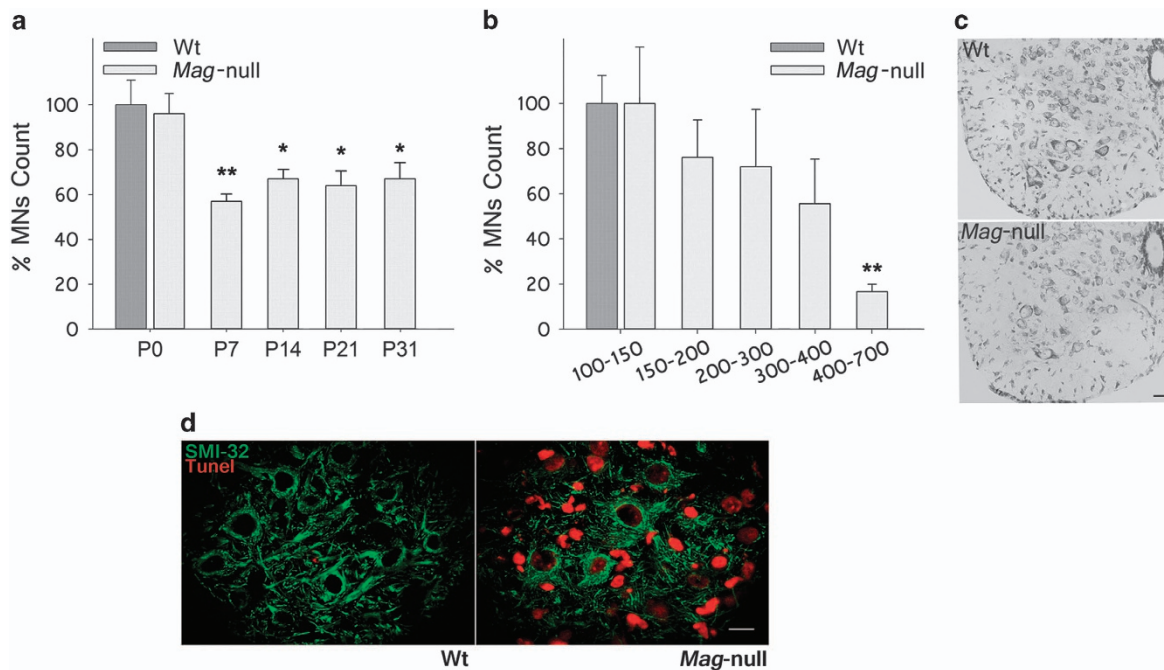 a
Wt
Mag-null
% MNs Count
100
80
60
40
20
0
**
*
*
*
P0 P7 P14 P21 P31
b
Wt
Mag-null
% MNs Count
100
80
60
40
20
0
**
100-150 150-200 200-300 300-400 400-700
c
Wt
Mag-null
d
SMI-32
Tunel
Wt Mag-null